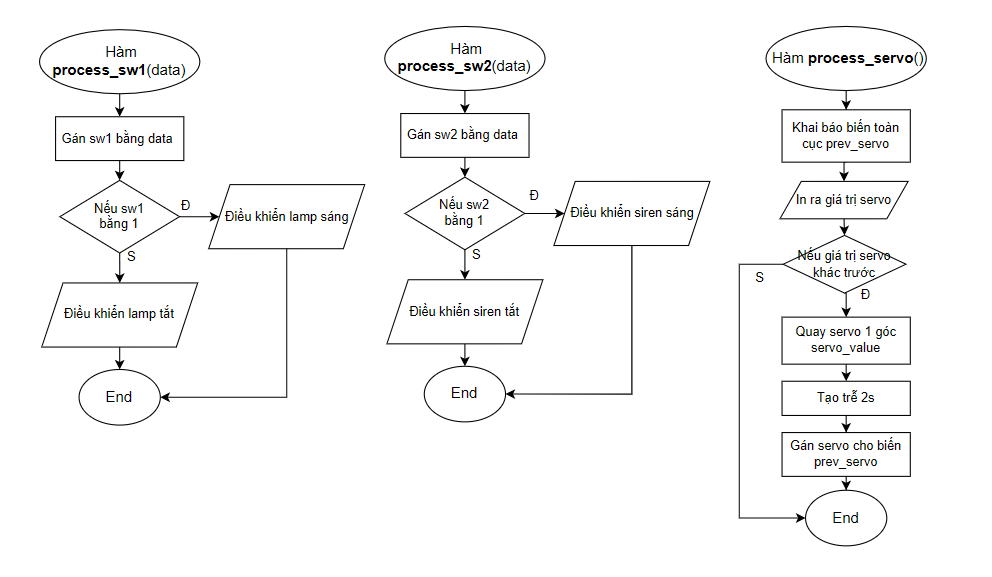 Hàm
process_sw1(data)
Gán sw1 bằng data
Nếu sw1
bằng 1
Đ
Điều khiển lamp sáng
S
Điều khiển lamp tắt
End
Hàm
process_sw2(data)
Gán sw2 bằng data
Nếu sw2
bằng 1
Đ
Điều khiển siren sáng
S
Điều khiển siren tắt
End
Hàm process_servo()
Khai báo biến toàn
cục prev_servo
In ra giá trị servo
Nếu giá trị servo
khác trước
S
Đ
Quay servo 1 góc
servo_value
Tạo trễ 2s
Gán servo cho biến
prev_servo
End